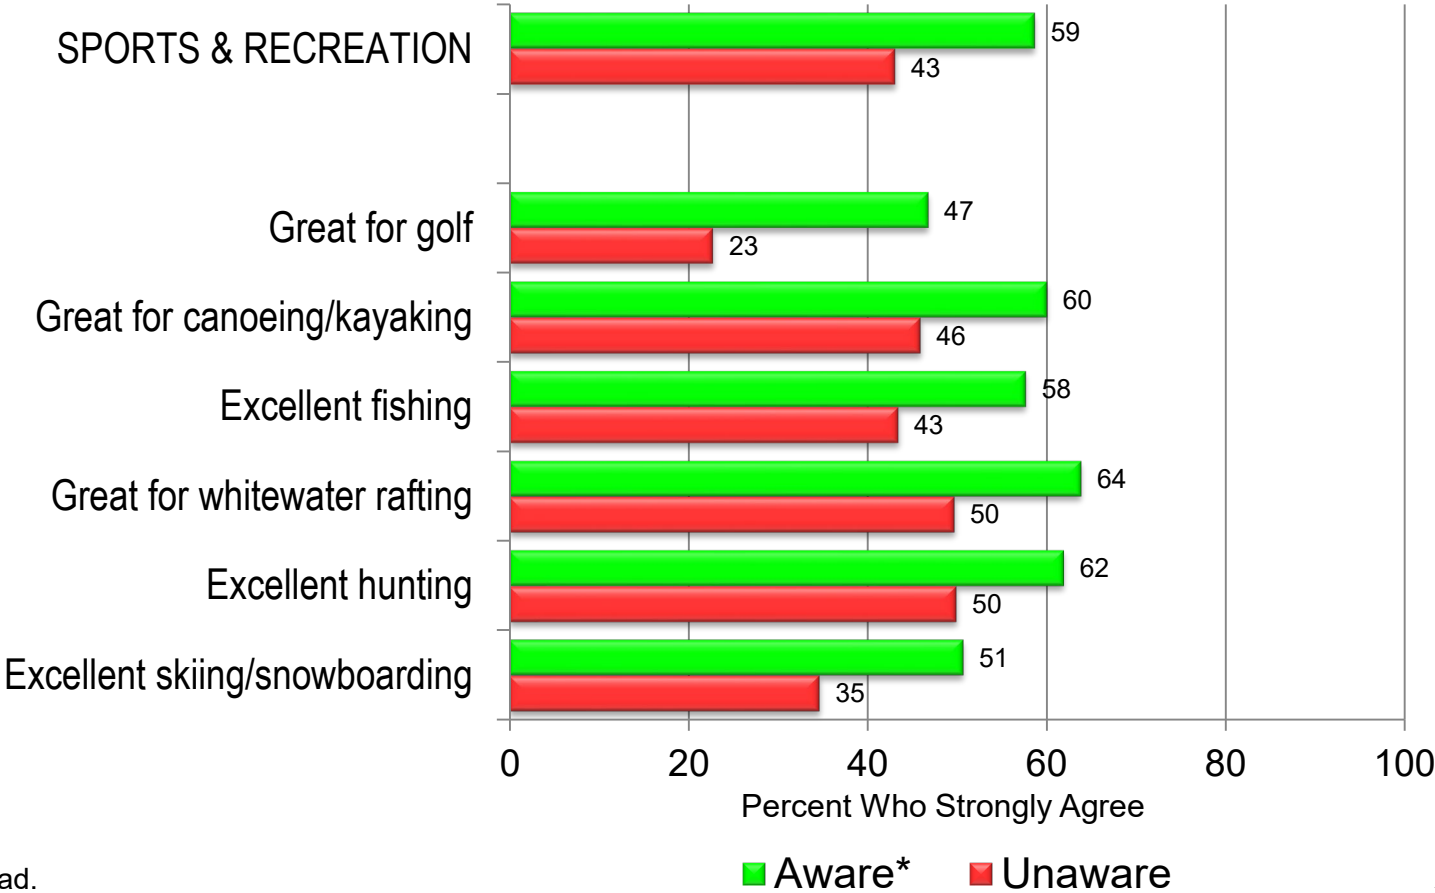 SPORTS & RECREATION
59
43
Great for golf
47
23
Great for canoeing/kayaking
60
46
Excellent fishing
58
43
Great for whitewater rafting
64
50
Excellent hunting
62
50
Excellent skiing/snowboarding
51
35
0 20 40 60 80 100
Percent Who Strongly Agree
Aware* Unaware
ad.